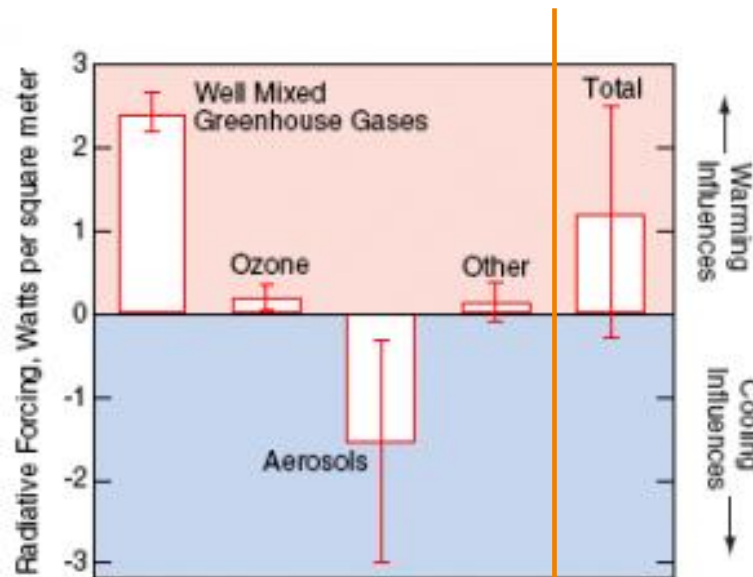 Radiative Forcing, Watts per square meter
3
2
1
0
-1
-2
-3
Well Mixed
Greenhouse Gases
Ozone
Aerosols
Other
Total
Warming
Influences
Cooling
Influences